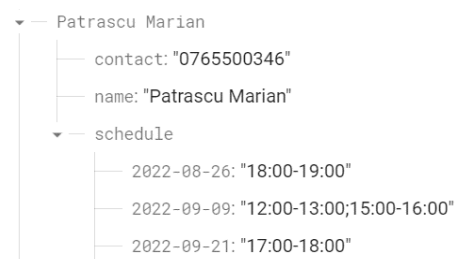 Patrascu Marian
contact: "0765500346"
name: "Patrascu Marian"
schedule
2022-08-26: "18:00-19:00"
2022-09-09: "12:00-13:00;15:00-16:00"
2022-09-21: "17:00-18:00"